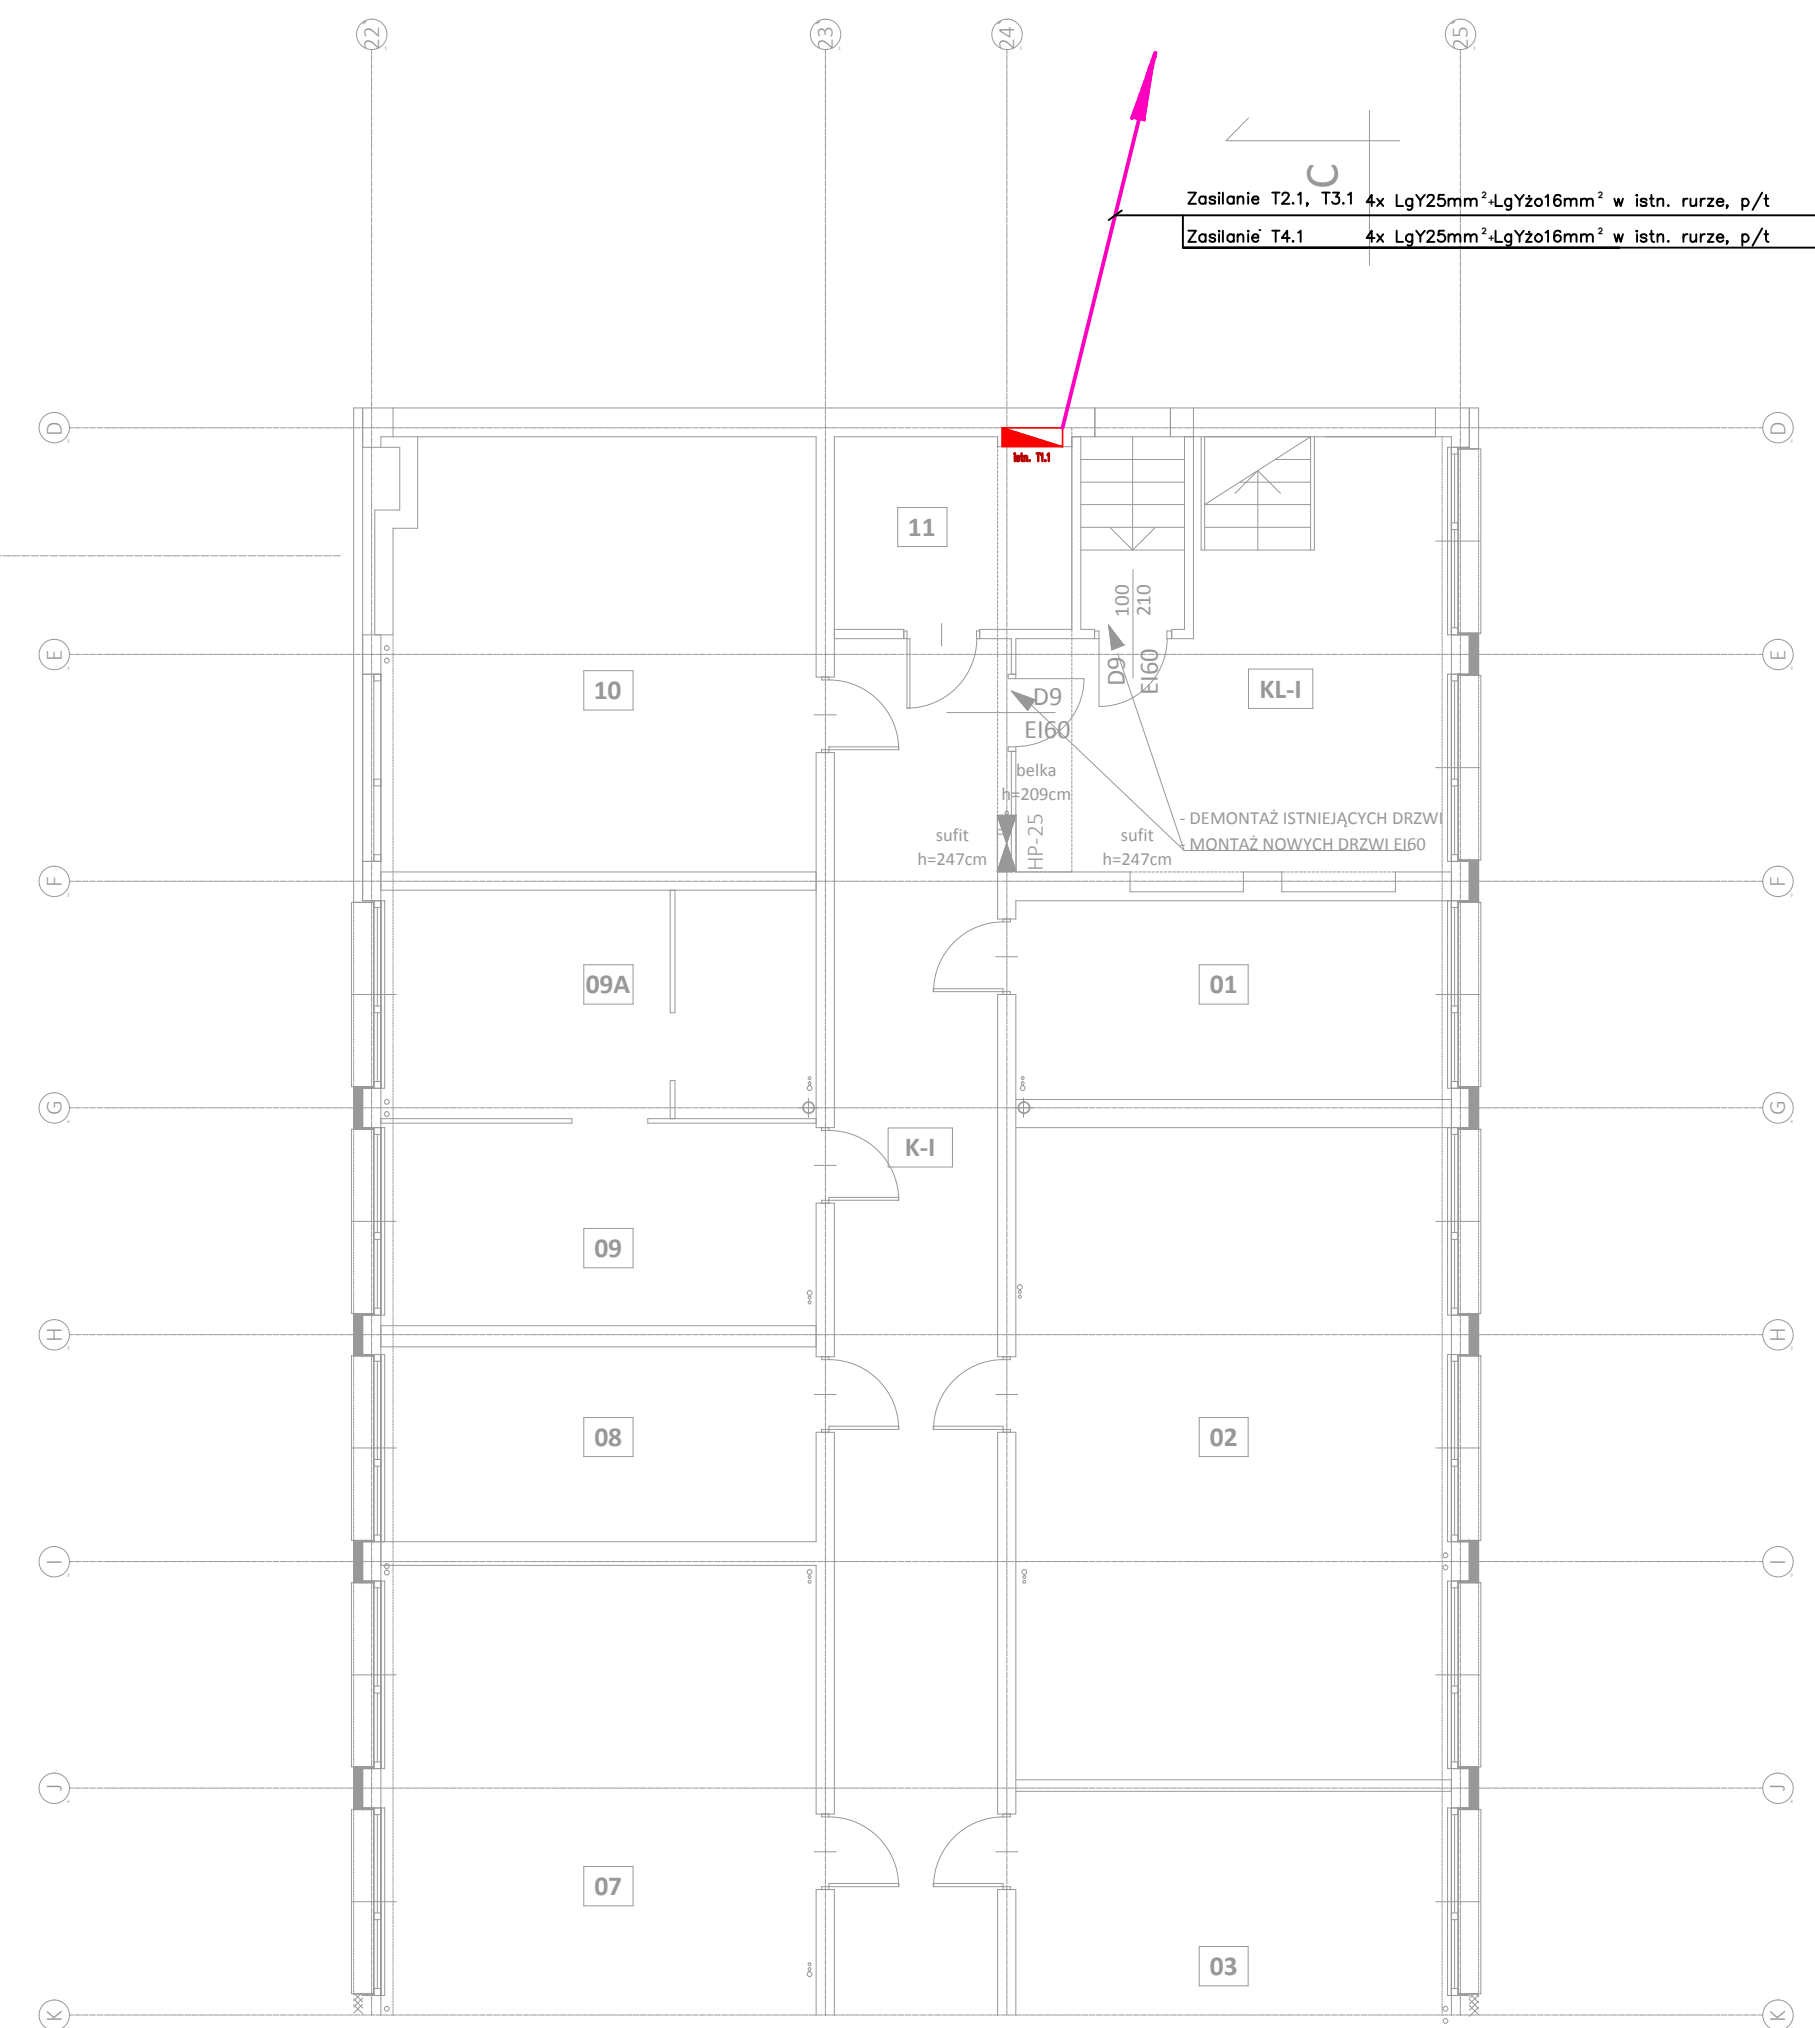 22
23
24
25
C
Zasilanie T2.1, T3.1 4x LgY25mm²+LgYżo16mm² w istn. rurze, p/t
Zasilanie T4.1 4x LgY25mm²+LgYżo16mm² w istn. rurze, p/t
D
D
istn. T1.1
11
100
210
E
E
D9
EI60
10
KL-I
D9
EI60
belka
h=209cm
- DEMONTAŻ ISTNIEJĄCYCH DRZWI
- MONTAŻ NOWYCH DRZWI EI60
sufit
h=247cm
HP-25
sufit
h=247cm
F
F
09A
01
G
G
K-I
09
H
H
08
02
I
I
J
J
07
03
K
K